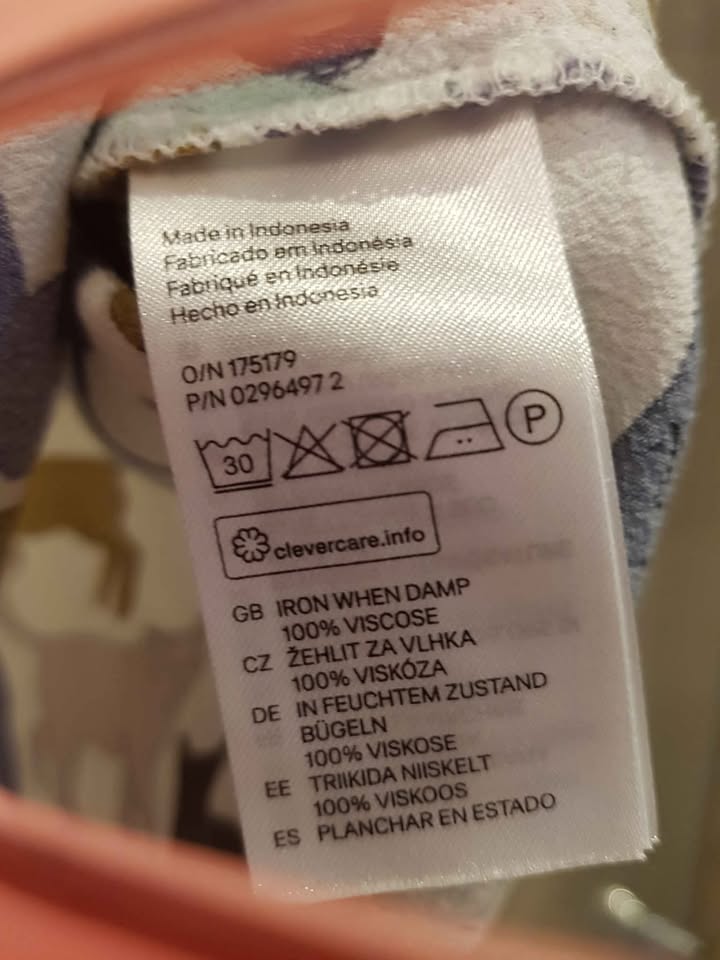 Made in Indonesia
Fabricado em Indonésia
Fabriqué en Indonésie
Hecho en Indonesia
O/N 175179
P/N 0296497 2
30 P
clevercare.info
GB IRON WHEN DAMP
100% VISCOSE
CZ ŽEHLIT ZA VLHKA
100% VISKÓZA
DE IN FEUCHTEM ZUSTAND
BÜGELN
100% VISKOSE
EE TRIIKIDA NIISKELT
100% VISKOOS
ES PLANCHAR EN ESTADO